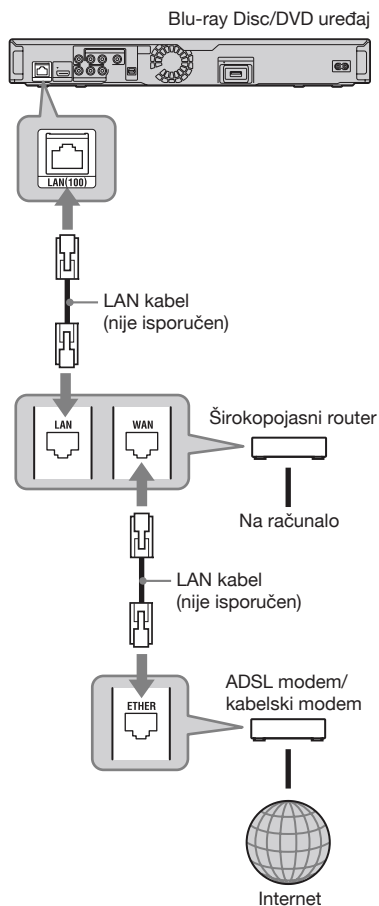 Blu-ray Disc/DVD uređaj
LAN(100)
LAN kabel
(nije isporučen)
LAN
WAN
Širokopojasni router
Na računalo
LAN kabel
(nije isporučen)
ETHER
ADSL modem/
kabelski modem
Internet